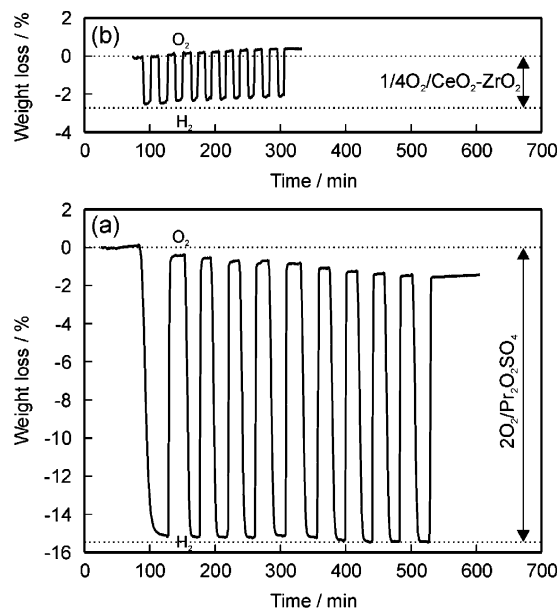 (b)
Weight loss / %
2
0
-2
-4
O₂
H₂
1/4O₂/CeO₂-ZrO₂
0 100 200 300 400 500 600 700
Time / min
(a)
Weight loss / %
2
0
-2
-4
-6
-8
-10
-12
-14
-16
O₂
H₂
2O₂/Pr₂O₂SO₄
0 100 200 300 400 500 600 700
Time / min